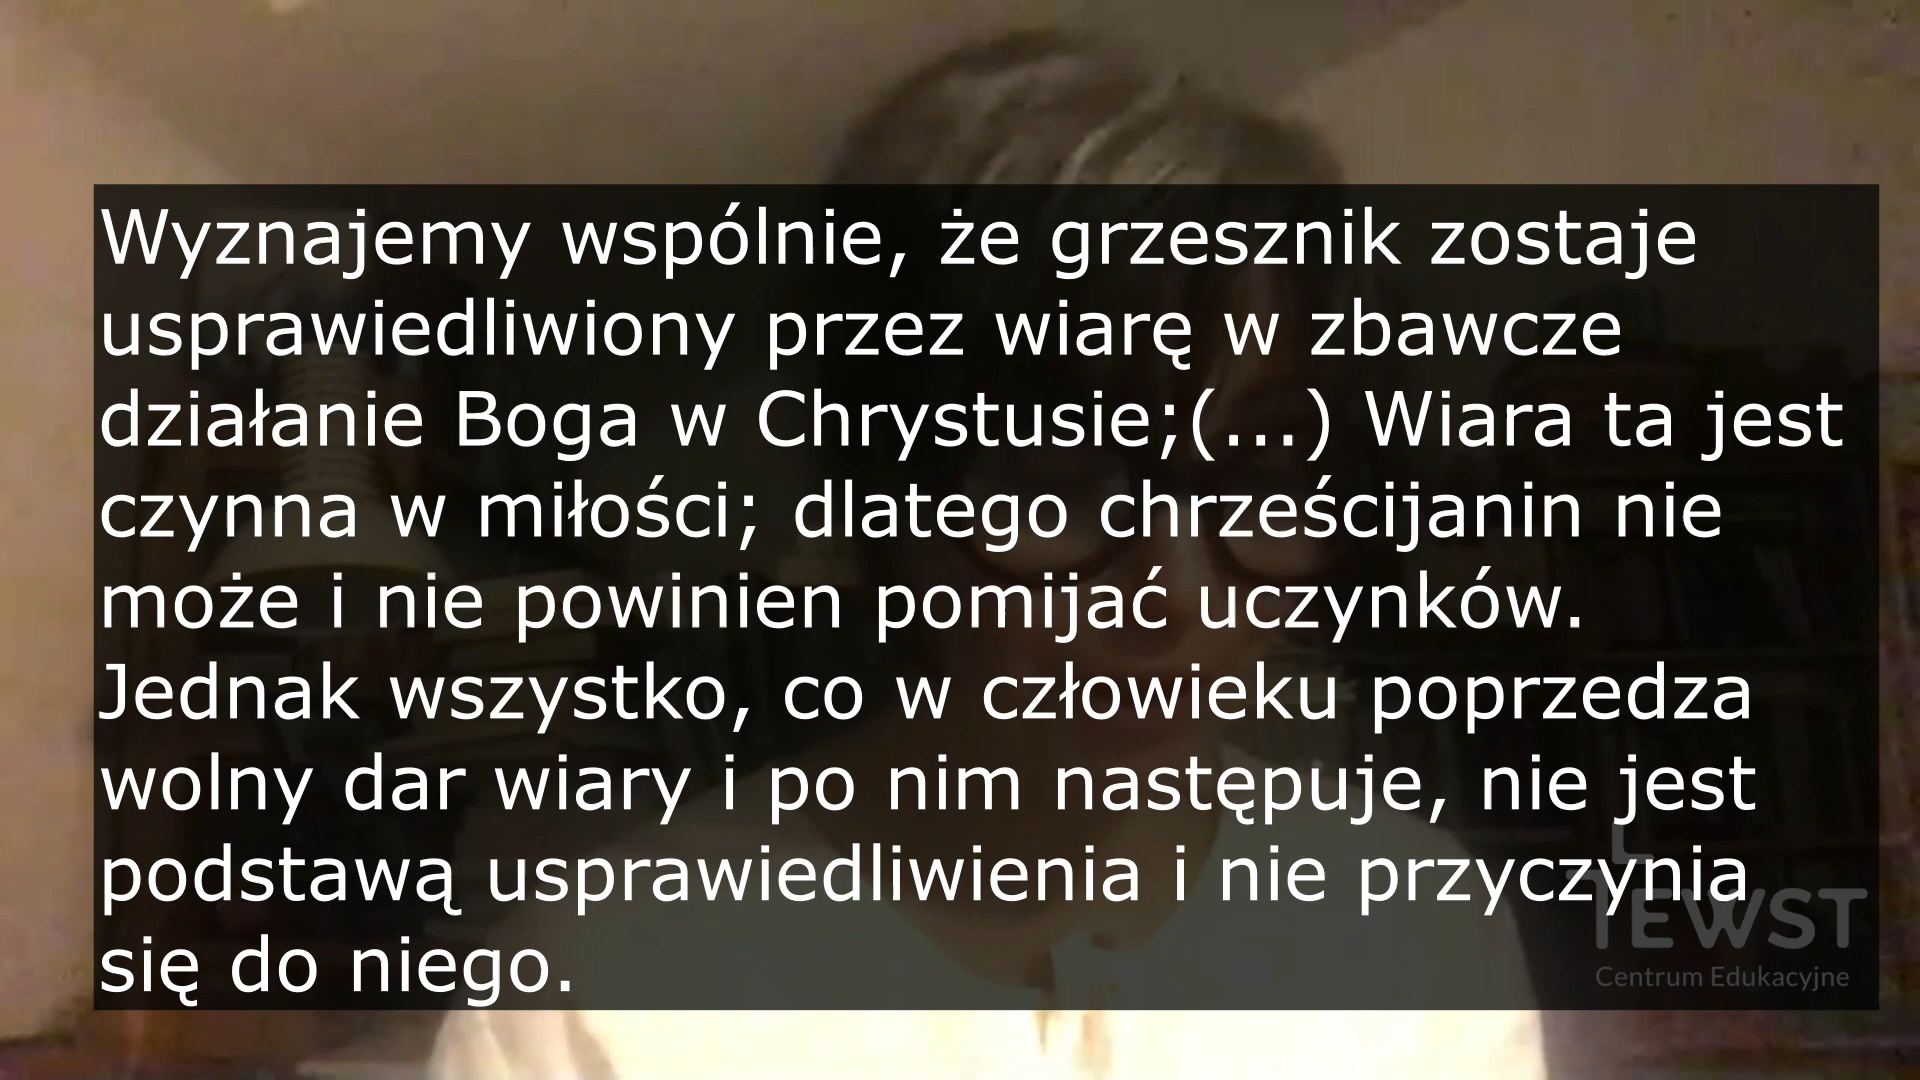 Wyznajemy wspólnie, że grzesznik zostaje
usprawiedliwiony przez wiarę w zbawcze
działanie Boga w Chrystusie;(...) Wiara ta jest
czynna w miłości; dlatego chrześcijanin nie
może i nie powinien pomijać uczynków.
Jednak wszystko, co w człowieku poprzedza
wolny dar wiary i po nim następuje, nie jest
podstawą usprawiedliwienia i nie przyczynia
się do niego.
TEWST
Centrum Edukacyjne